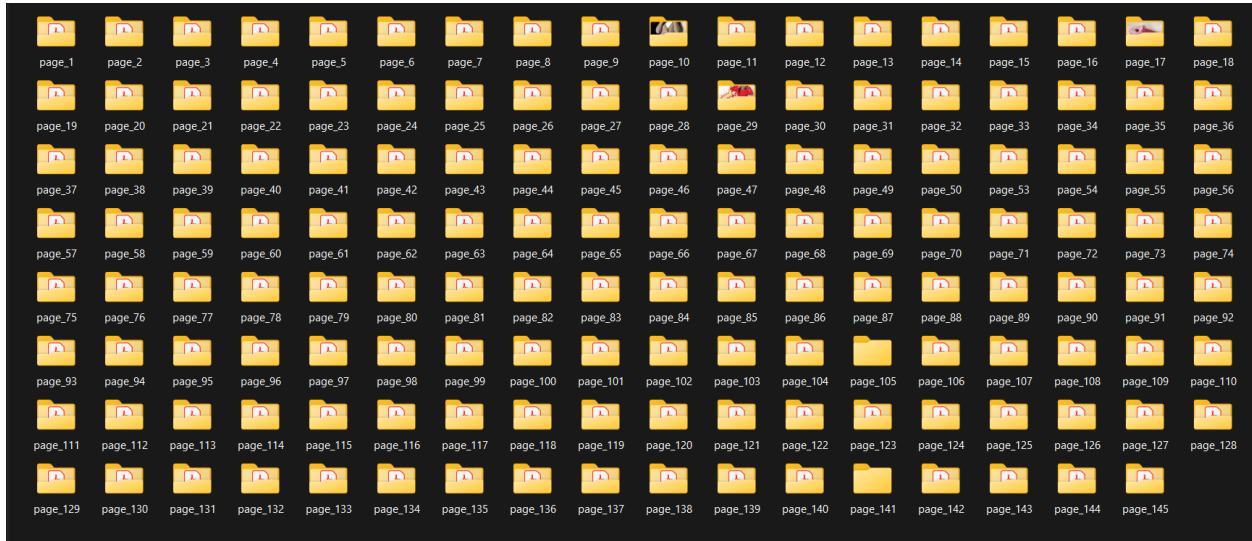 page_1 page_2 page_3 page_4 page_5 page_6 page_7 page_8 page_9 page_10 page_11 page_12 page_13 page_14 page_15 page_16 page_17 page_18
page_19 page_20 page_21 page_22 page_23 page_24 page_25 page_26 page_27 page_28 page_29 page_30 page_31 page_32 page_33 page_34 page_35 page_36
page_37 page_38 page_39 page_40 page_41 page_42 page_43 page_44 page_45 page_46 page_47 page_48 page_49 page_50 page_53 page_54 page_55 page_56
page_57 page_58 page_59 page_60 page_61 page_62 page_63 page_64 page_65 page_66 page_67 page_68 page_69 page_70 page_71 page_72 page_73 page_74
page_75 page_76 page_77 page_78 page_79 page_80 page_81 page_82 page_83 page_84 page_85 page_86 page_87 page_88 page_89 page_90 page_91 page_92
page_93 page_94 page_95 page_96 page_97 page_98 page_99 page_100 page_101 page_102 page_103 page_104 page_105 page_106 page_107 page_108 page_109 page_110
page_111 page_112 page_113 page_114 page_115 page_116 page_117 page_118 page_119 page_120 page_121 page_122 page_123 page_124 page_125 page_126 page_127 page_128
page_129 page_130 page_131 page_132 page_133 page_134 page_135 page_136 page_137 page_138 page_139 page_140 page_141 page_142 page_143 page_144 page_145